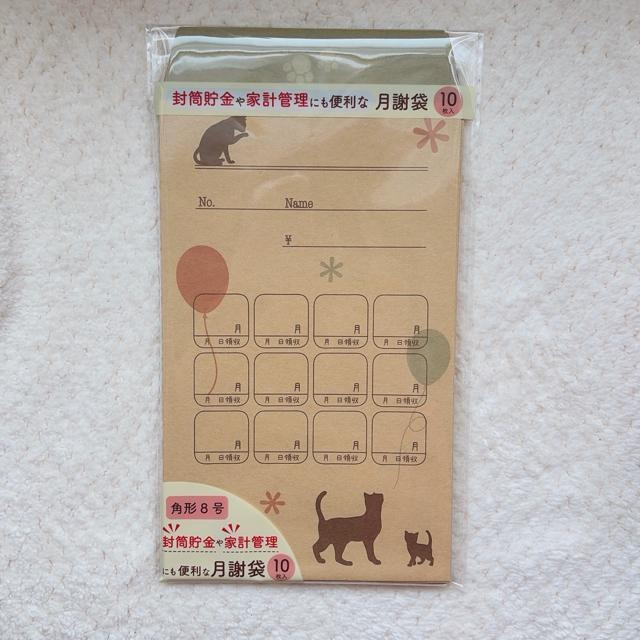 封筒貯金や家計管理にも便利な 月謝袋 10枚入
No. Name
¥
月 月 月 月
月 日領収 月 日領収 月 日領収 月 日領収
月 月 月 月
月 日領収 月 日領収 月 日領収 月 日領収
月 月 月 月
月 日領収 月 日領収 月 日領収 月 日領収
角形8号
封筒貯金や家計管理
にも便利な月謝袋 10枚入